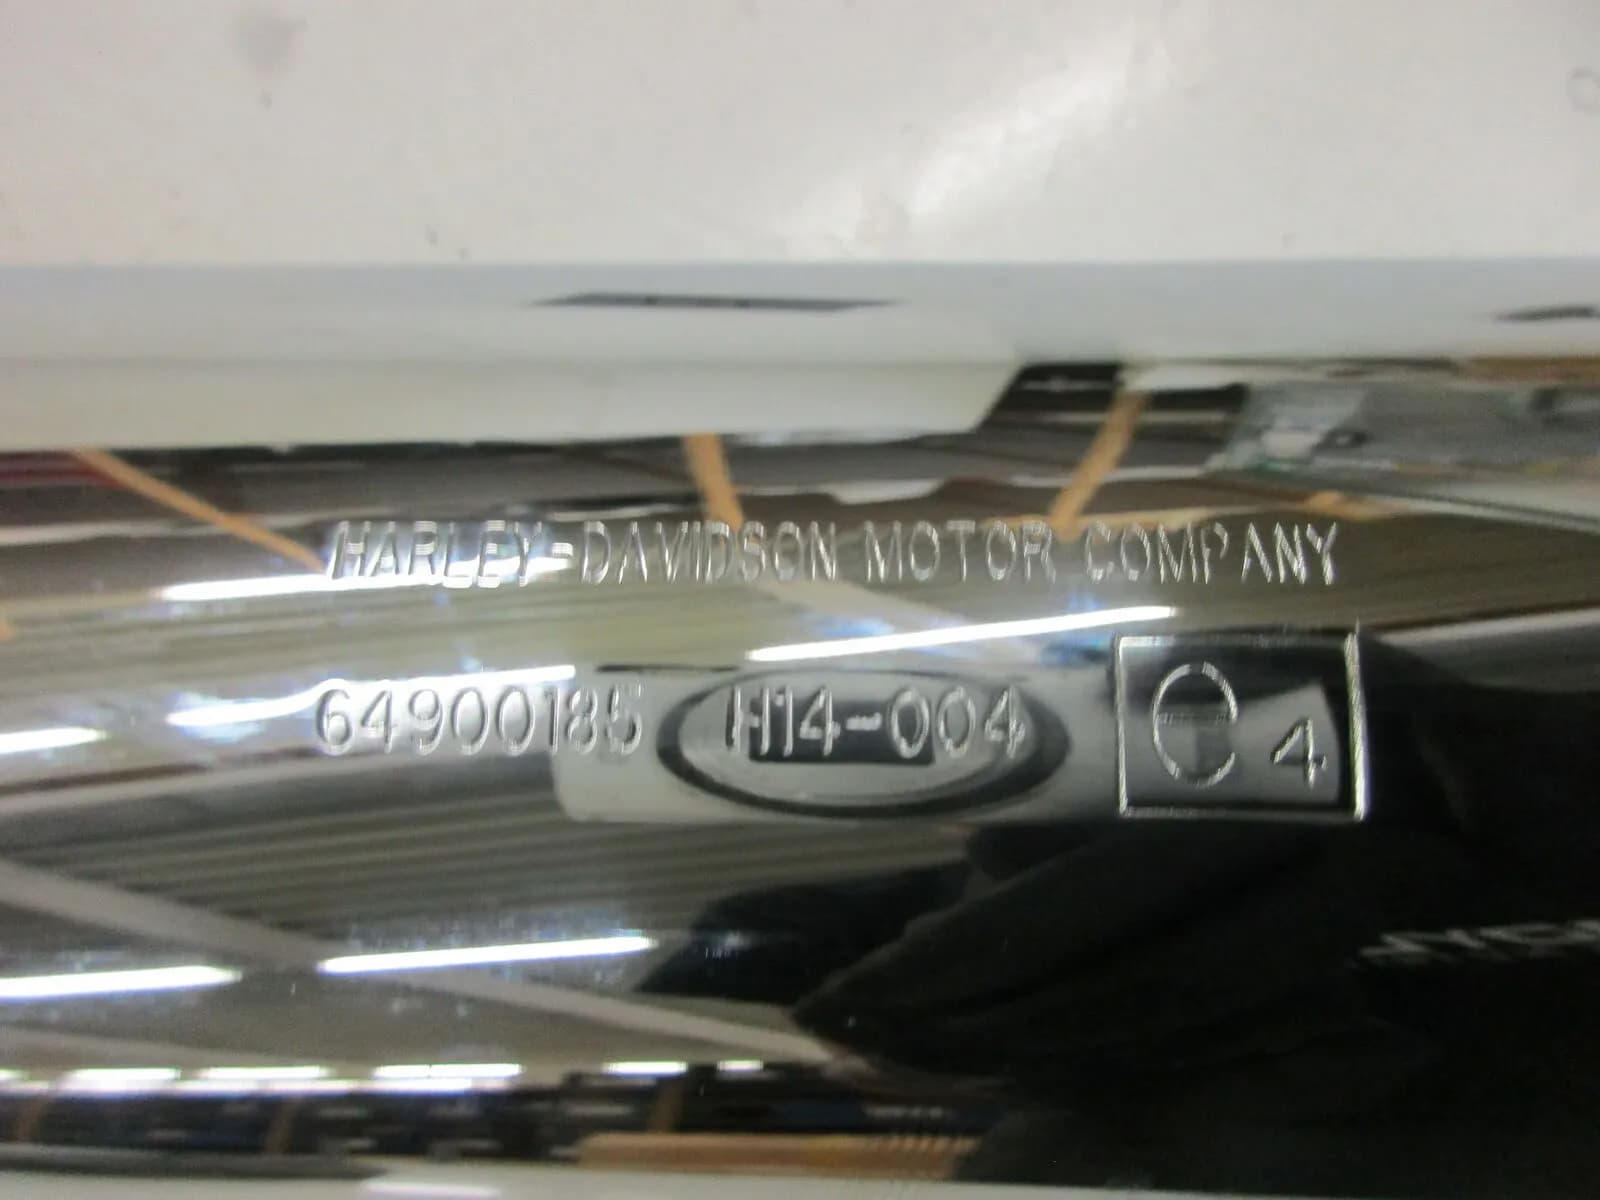 HARLEY-DAVIDSON MOTOR COMPANY
64900185 H14-004 e 4